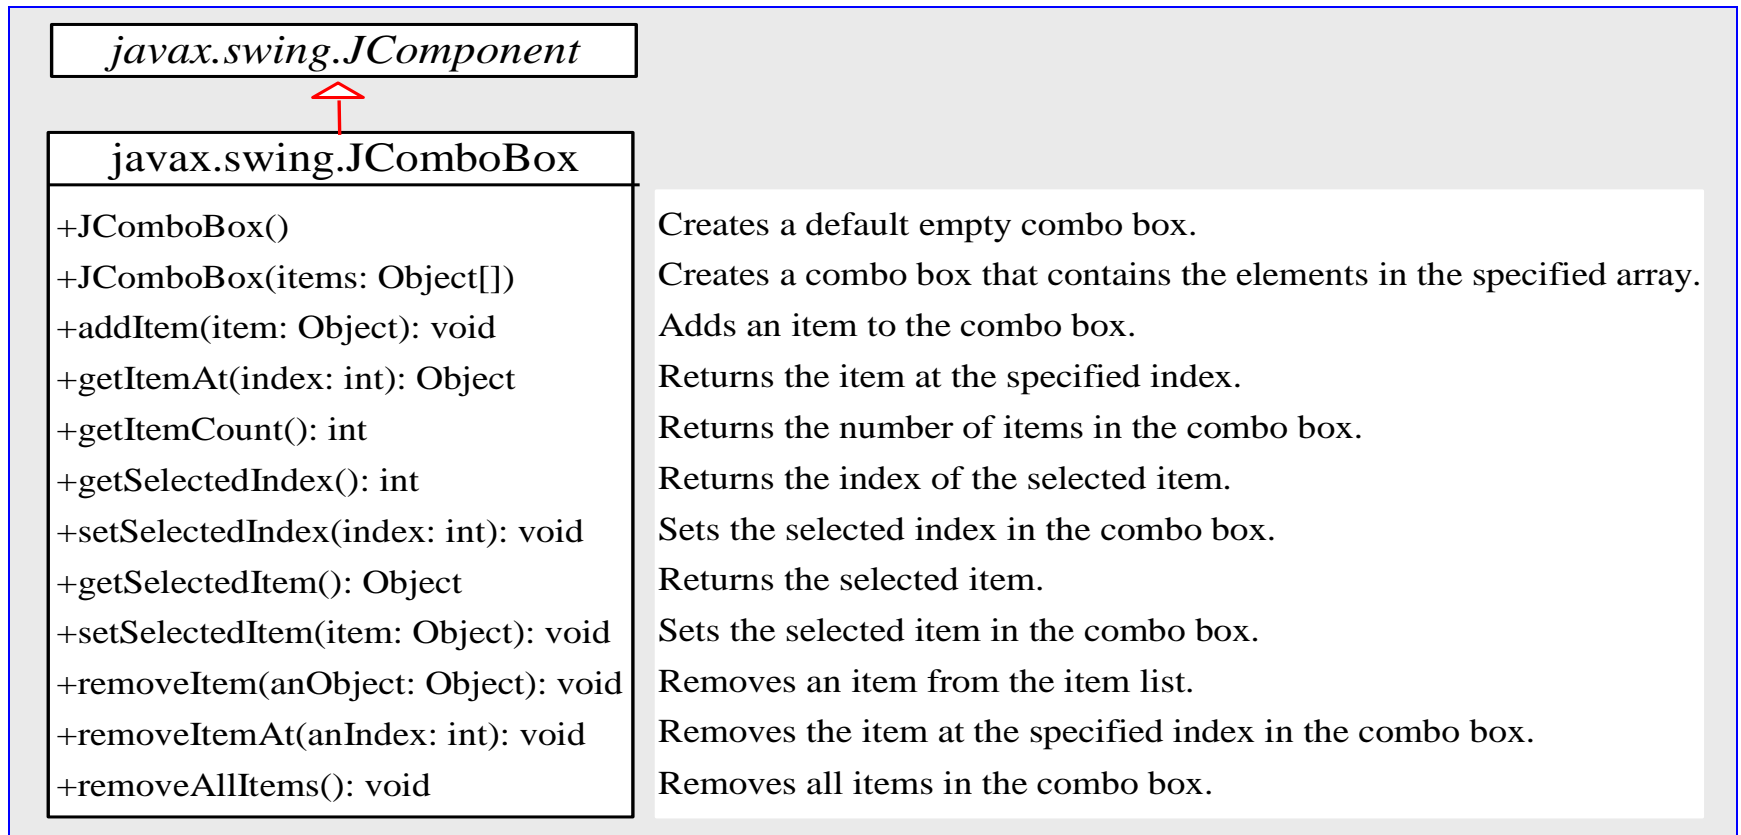 javax.swing.JComponent
javax.swing.JComboBox
+JComboBox() Creates a default empty combo box.
+JComboBox(items: Object[]) Creates a combo box that contains the elements in the specified array.
+addItem(item: Object): void Adds an item to the combo box.
+getItemAt(index: int): Object Returns the item at the specified index.
+getItemCount(): int Returns the number of items in the combo box.
+getSelectedIndex(): int Returns the index of the selected item.
+setSelectedIndex(index: int): void Sets the selected index in the combo box.
+getSelectedItem(): Object Returns the selected item.
+setSelectedItem(item: Object): void Sets the selected item in the combo box.
+removeItem(anObject: Object): void Removes an item from the item list.
+removeItemAt(anIndex: int): void Removes the item at the specified index in the combo box.
+removeAllItems(): void Removes all items in the combo box.